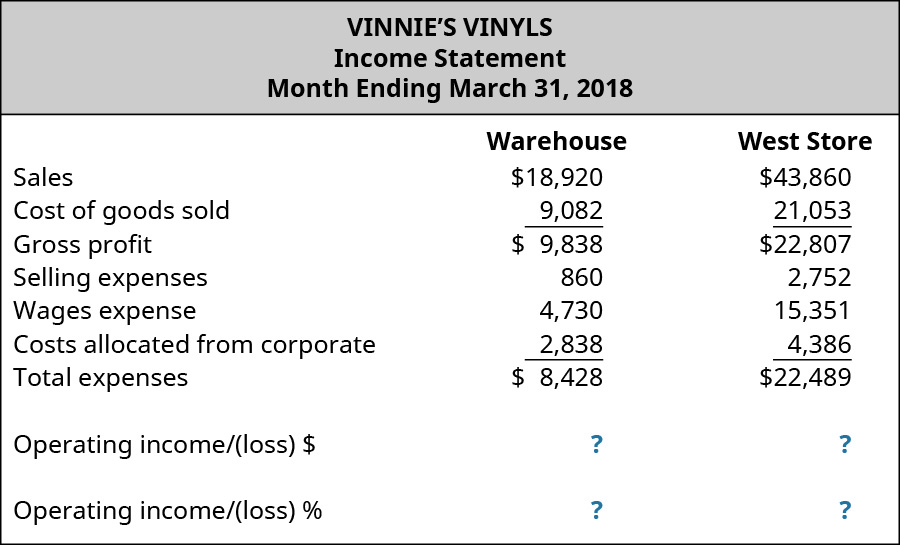 VINNIE’S VINYLS
Income Statement
Month Ending March 31, 2018
Warehouse West Store
Sales $18,920 $43,860
Cost of goods sold 9,082 21,053
Gross profit $ 9,838 $22,807
Selling expenses 860 2,752
Wages expense 4,730 15,351
Costs allocated from corporate 2,838 4,386
Total expenses $ 8,428 $22,489
Operating income/(loss) $ ? ?
Operating income/(loss) % ? ?